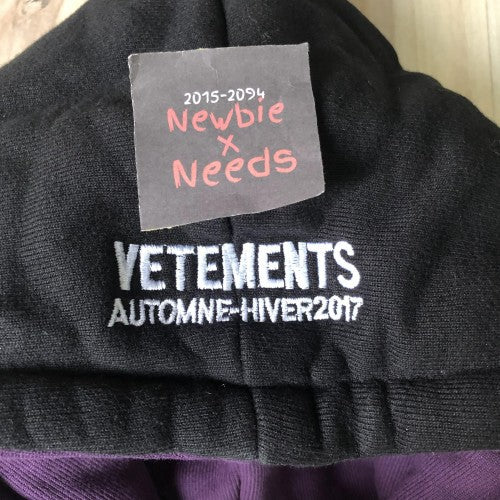 2015-2094
Newbie
x
Needs
VETEMENTS
AUTOMNE-HIVER2017